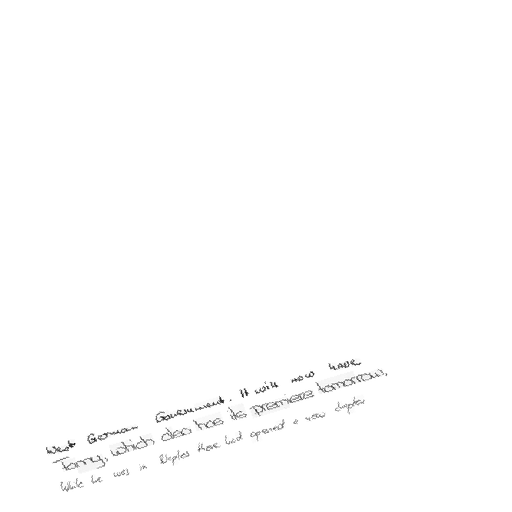 West German Government. It will now have
Tony, which also has its premiere tomorrow,
While he was in Naples there had opened a new chapter